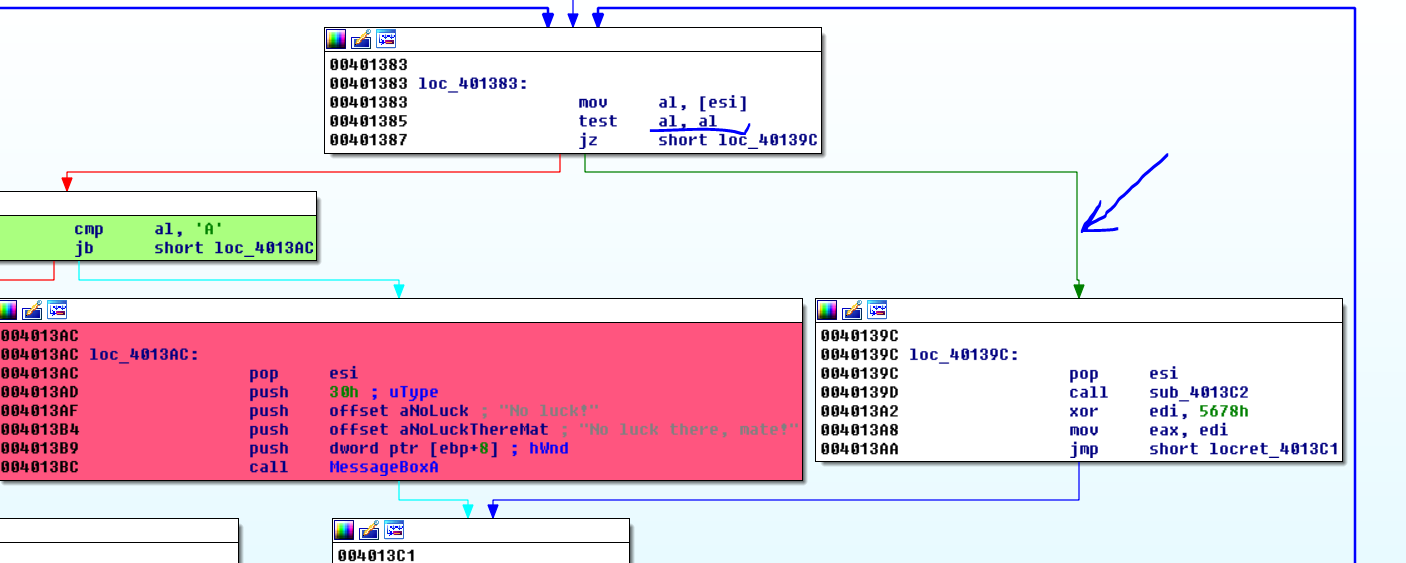 00401383
00401383 loc_401383:
00401383 mov al, [esi]
00401385 test al, al
00401387 jz short loc_40139C
cmp al, 'A'
jb short loc_4013AC
004013AC
004013AC loc_4013AC:
004013AC pop esi
004013AD push 30h ; uType
004013AF push offset aNoLuck ; "No luck!"
004013B4 push offset aNoLuckThereMat ; "No luck there, mate!"
004013B9 push dword ptr [ebp+8] ; hWnd
004013BC call MessageBoxA
0040139C
0040139C loc_40139C:
0040139C pop esi
0040139D call sub_4013C2
004013A2 xor edi, 5678h
004013A8 mov eax, edi
004013AA jmp short locret_4013C1
004013C1